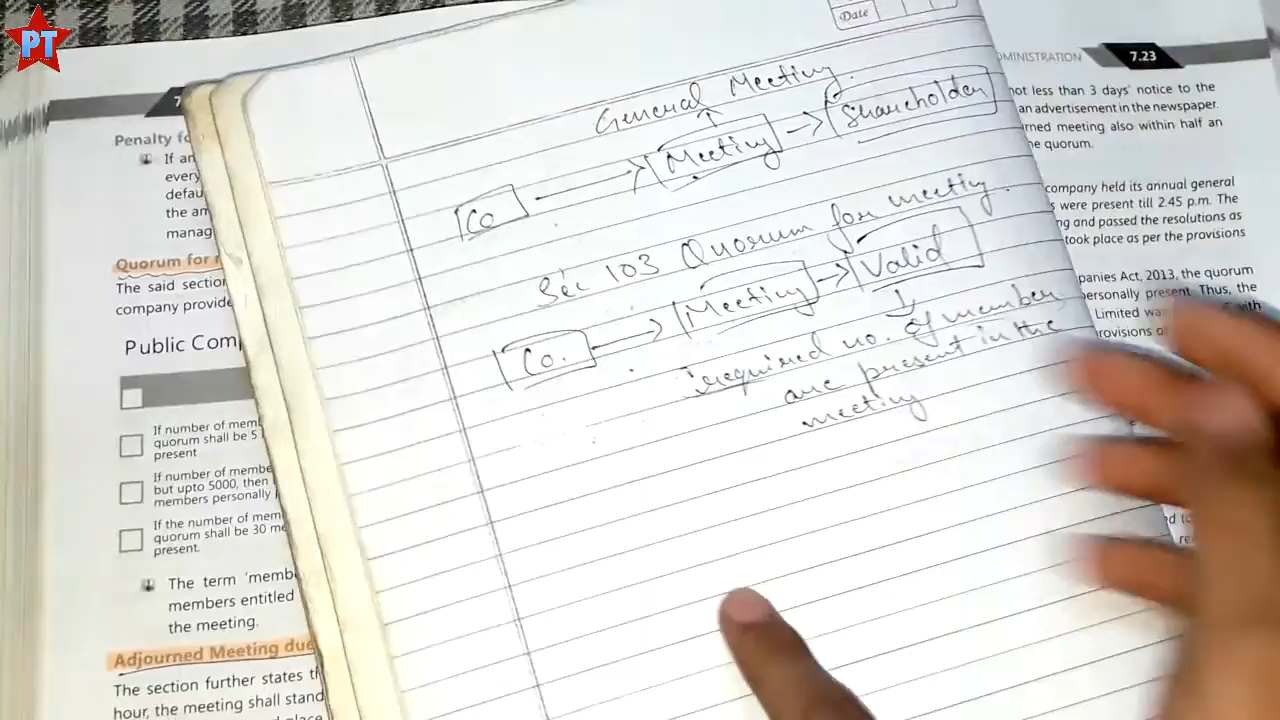 PT
7
Penalty fo
If an
every
defau
the am
manag
Quorum for
The said section
company provide
Public Com
If number of mem
quorum shall be 5
present
If number of membe
but upto 5000, then
members personally
If the number of mem
quorum shall be 30 me
present.
The term ‘membe
members entitled
the meeting.
Adjourned Meeting due
The section further states th
hour, the meeting shall stand
Date
General Meeting.
Co → Meeting → Shareholder
Sec 103 Quorum for meeting.
Co. → Meeting → Valid
required no. of member
are present in the
meeting
DMINISTRATION 7.23
not less than 3 days' notice to the
an advertisement in the newspaper.
rned meeting also within half an
he quorum.
company held its annual general
s were present till 2.45 p.m. The
ng and passed the resolutions as
took place as per the provisions
panies Act, 2013, the quorum
personally present. Thus, the
Limited wa
rovisions o